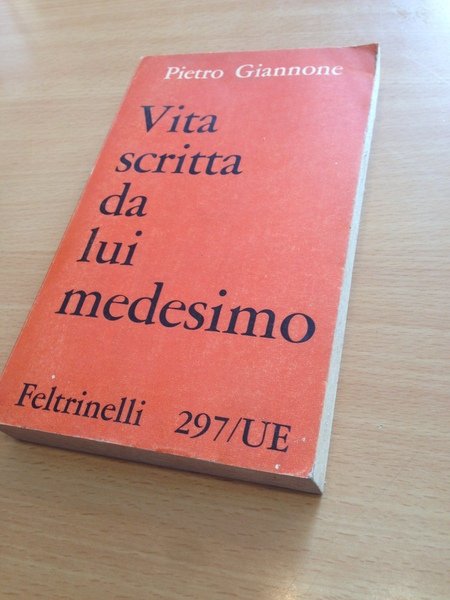 Pietro Giannone
Vita
scritta
da
lui
medesimo
Feltrinelli 297/UE